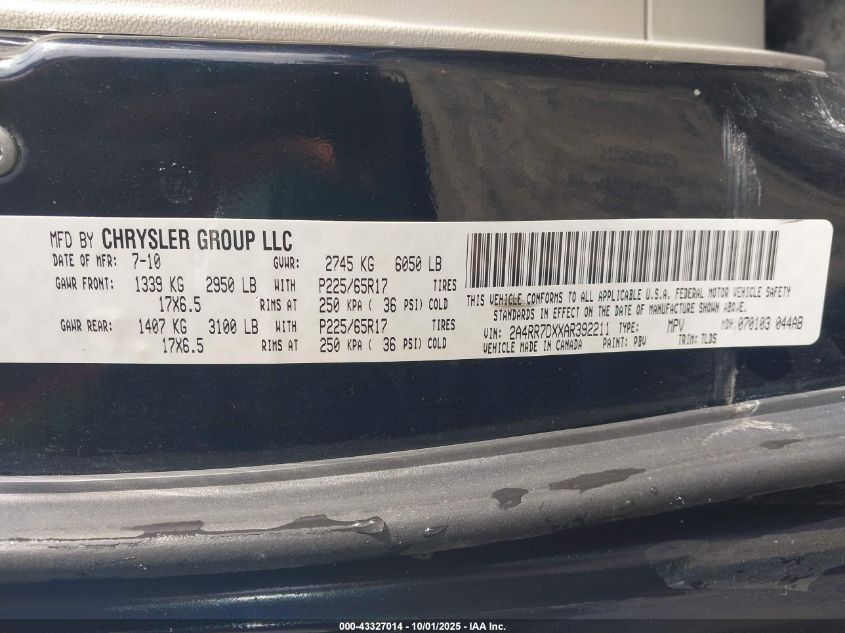 MFD BY CHRYSLER GROUP LLC
DATE OF MFR: 7-10 GVWR: 2745 KG 6050 LB
GAWR FRONT: 1339 KG 2950 LB WITH P225/65R17 TIRES
17X6.5 RIMS AT 250 KPA ( 36 PSI) COLD
GAWR REAR: 1407 KG 3100 LB WITH P225/65R17 TIRES
17X6.5 RIMS AT 250 KPA ( 36 PSI) COLD
THIS VEHICLE CONFORMS TO ALL APPLICABLE U.S.A. FEDERAL MOTOR VEHICLE SAFETY
STANDARDS IN EFFECT ON THE DATE OF MANUFACTURE SHOWN ABOVE.
VIN: 2A4RR7DXXAR392211 TYPE: MPV MDH: 070103 044AB
VEHICLE MADE IN CANADA PAINT: PBV TRIM: TLDS
000-43327014 - 10/01/2025 - IAA Inc.